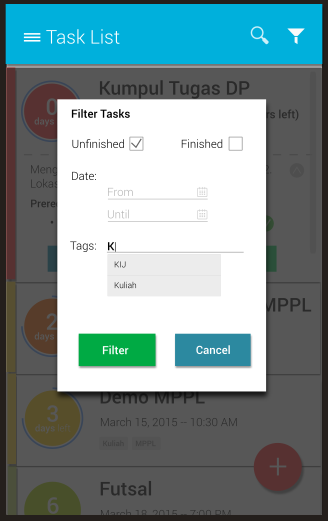 Task List
Kumpul Tugas DP
0
days
rs left)
Filter Tasks
Unfinished Finished
Meng
Lokas
Date:
From
Prere
Until
Tags: K
KIJ
Kuliah
2
days
MPPL
Filter Cancel
Demo MPPL
3
days
March 15, 2015 – 10:30 AM
Kuliah MPPL
+
Futsal
6
March 18, 2015 – 7:00 PM